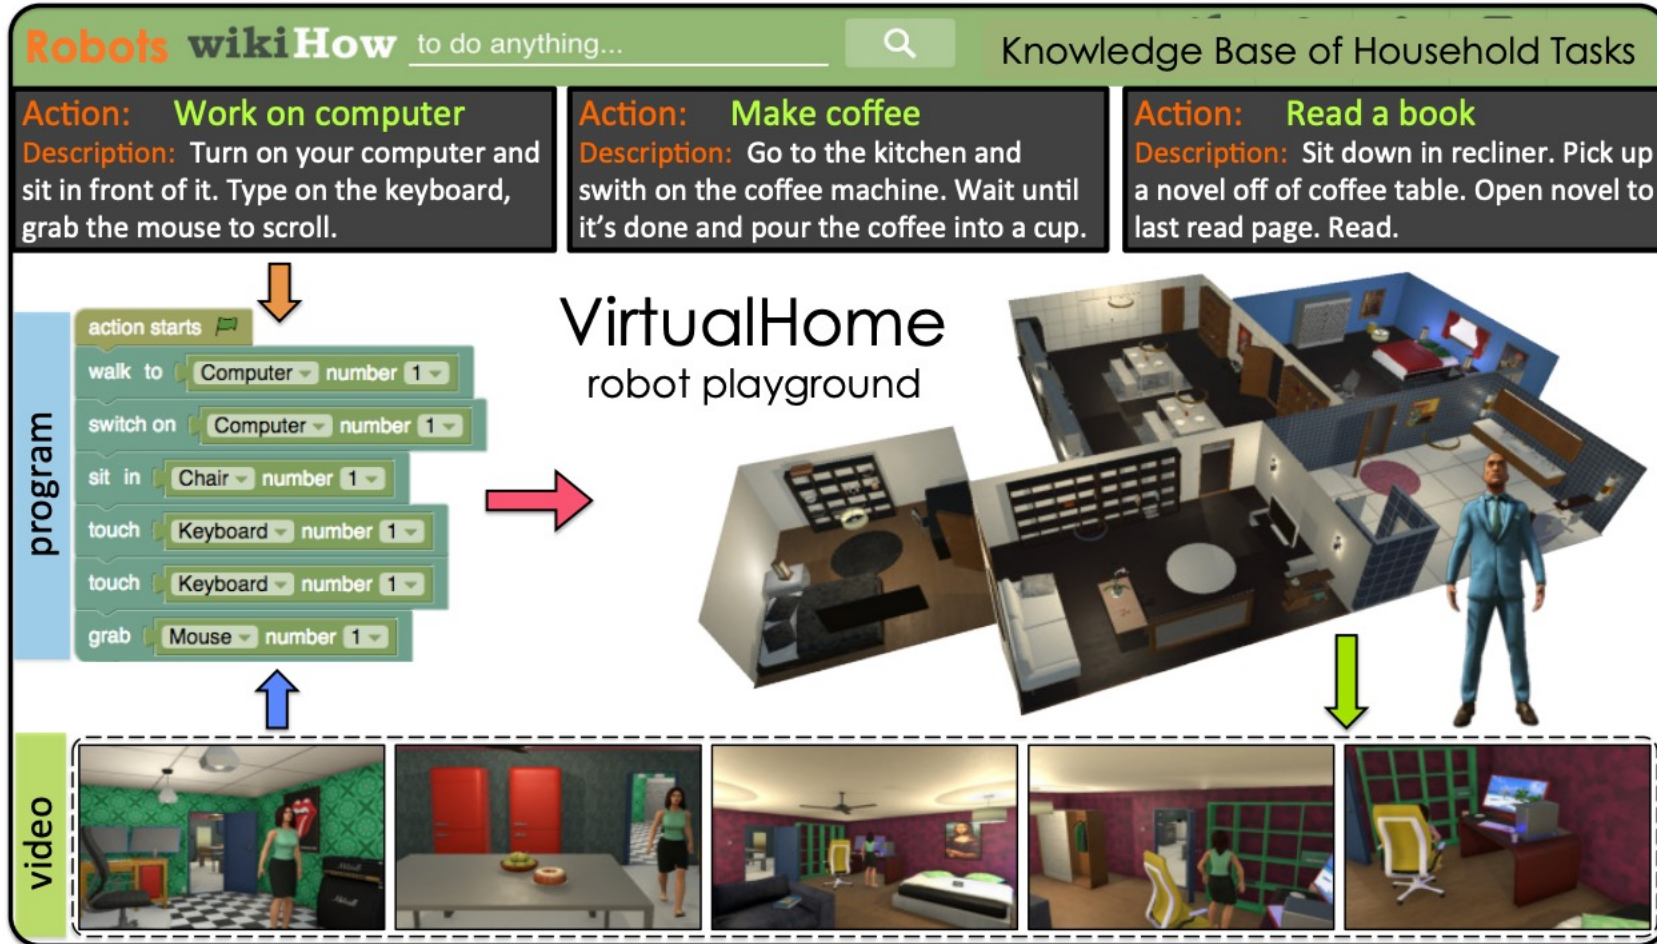 Robots wikiHow to do anything... Knowledge Base of Household Tasks
Action: Work on computer
Description: Turn on your computer and
sit in front of it. Type on the keyboard,
grab the mouse to scroll.
Action: Make coffee
Description: Go to the kitchen and
swith on the coffee machine. Wait until
it's done and pour the coffee into a cup.
Action: Read a book
Description: Sit down in recliner. Pick up
a novel off of coffee table. Open novel to
last read page. Read.
program
action starts
walk to Computer number 1
switch on Computer number 1
sit in Chair number 1
touch Keyboard number 1
touch Keyboard number 1
grab Mouse number 1
VirtualHome
robot playground
video